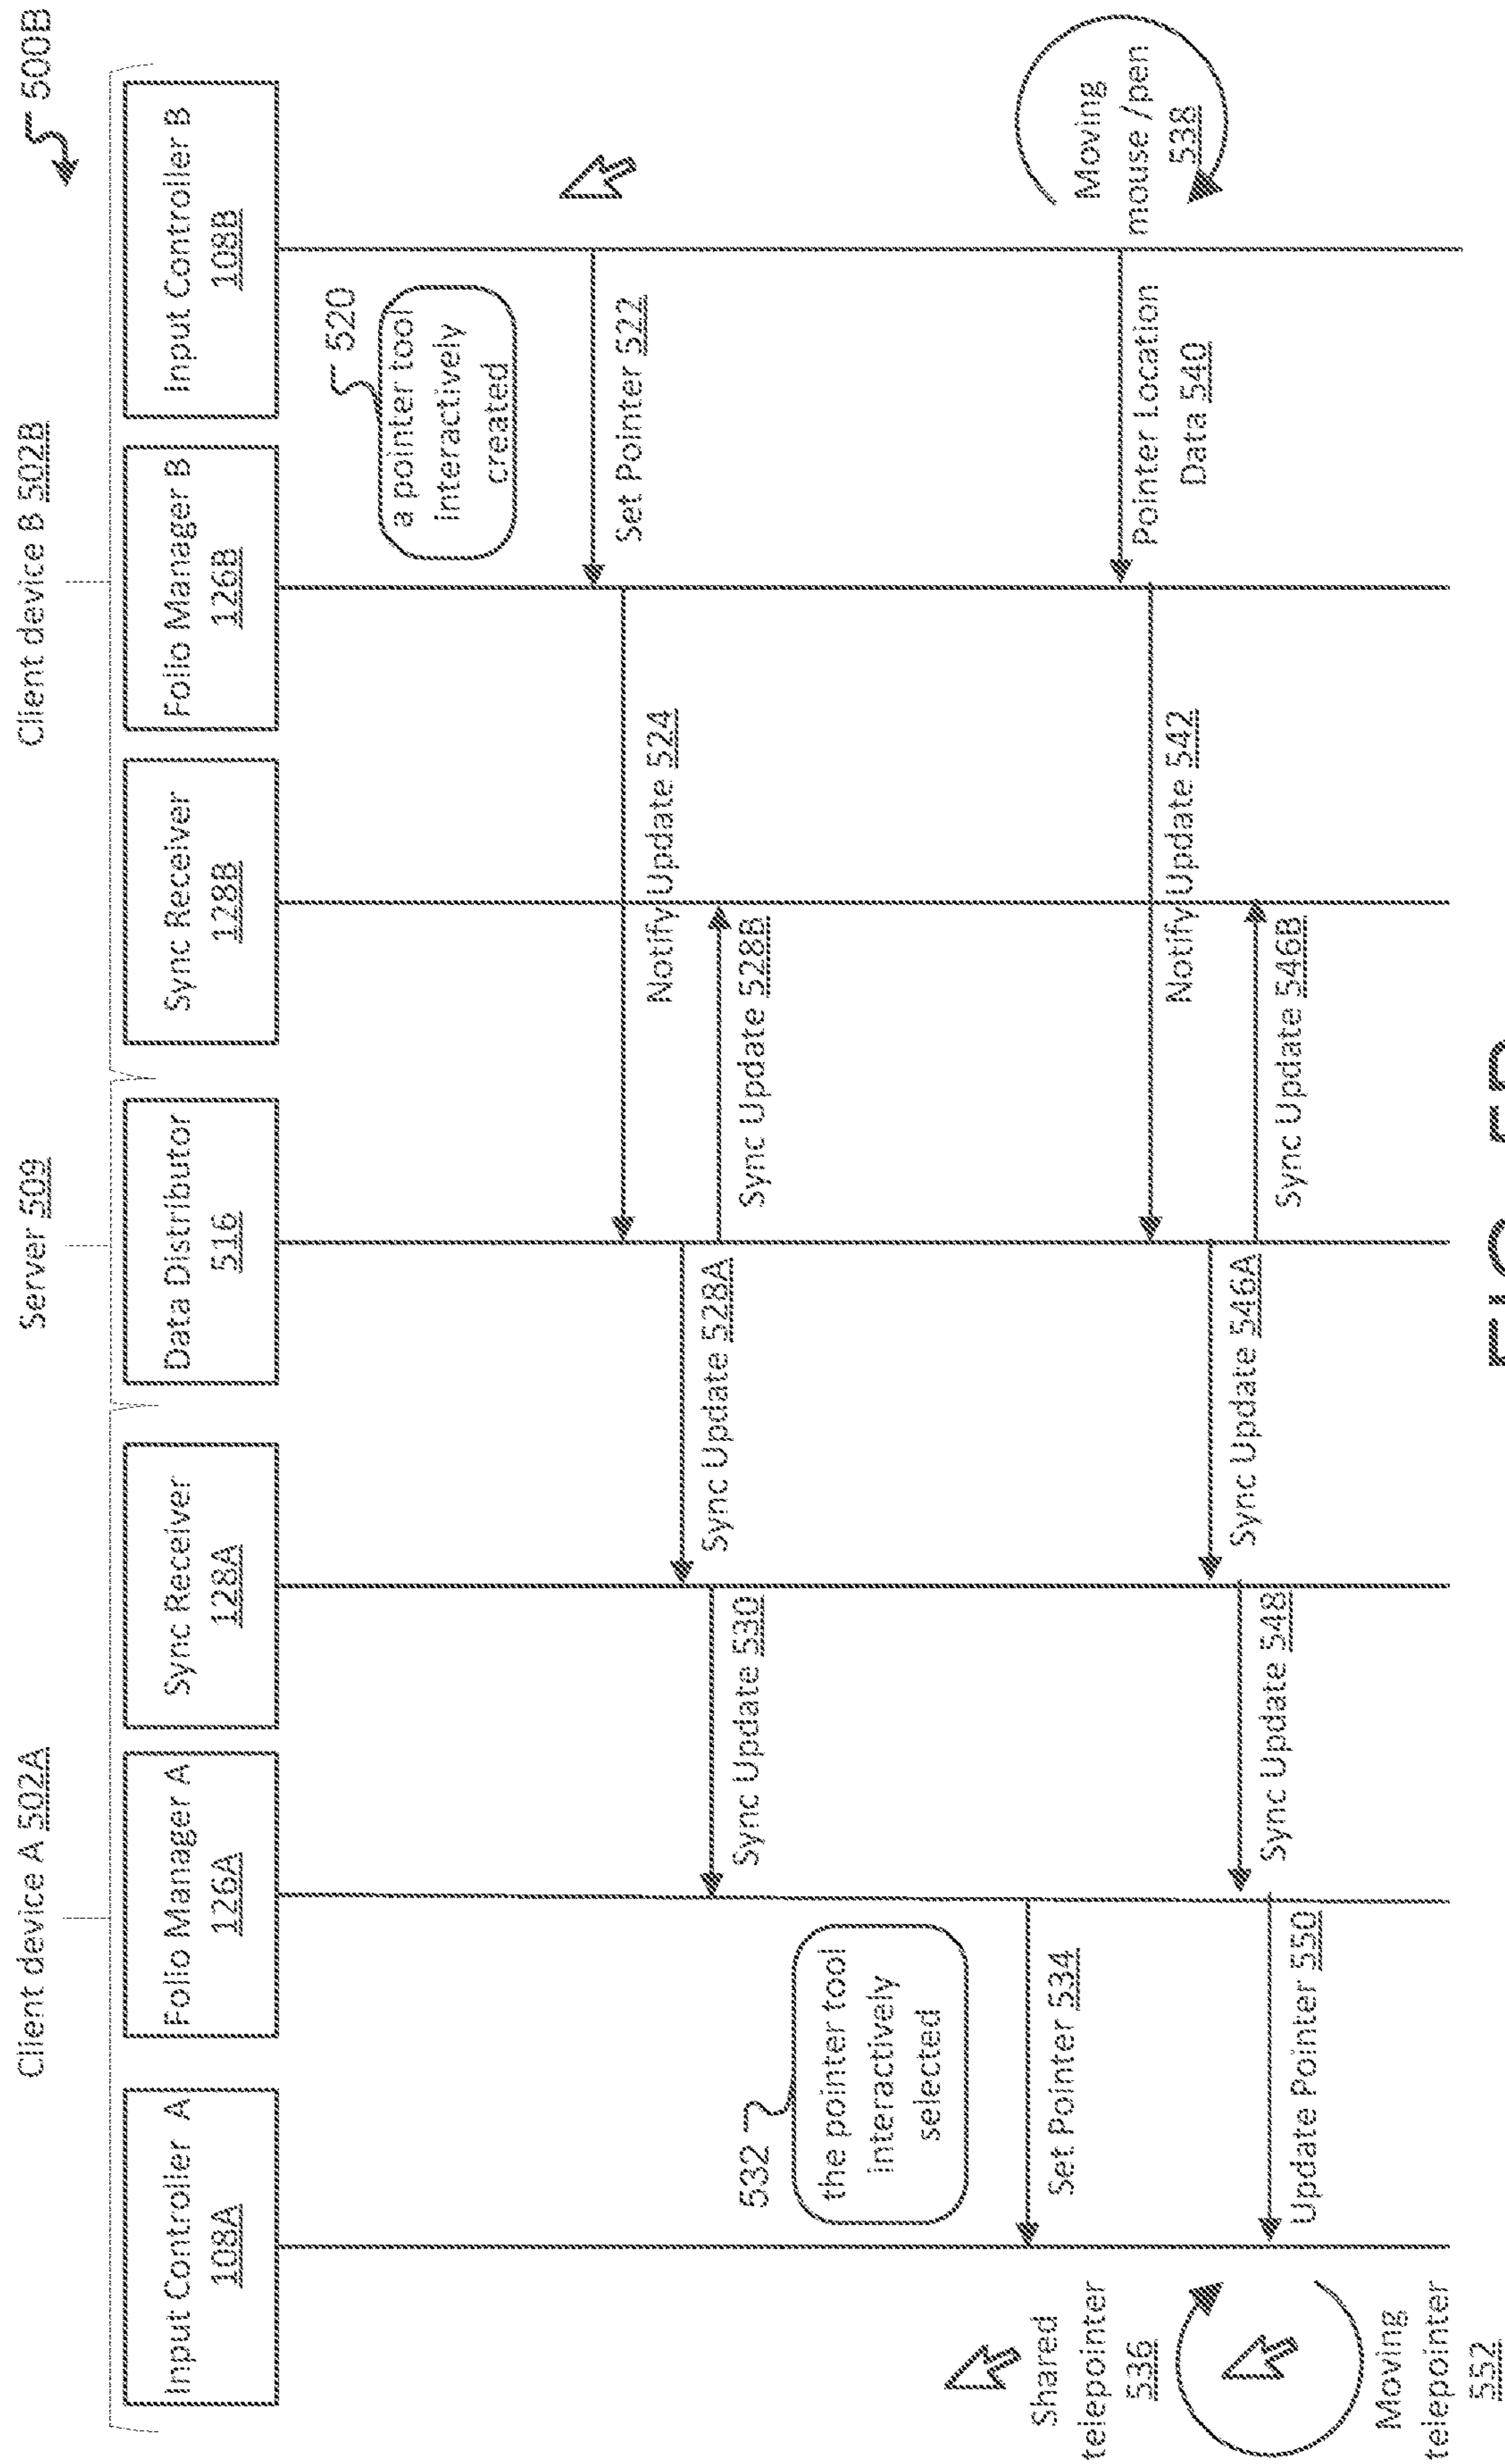 500B
Client device A 502A
Server 509
Client device B 502B
Input Controller A
108A
Folio Manager A
126A
Sync Receiver
128A
Data Distributor
516
Sync Receiver
128B
Folio Manager B
126B
Input Controller B
108B
520
a pointer tool
interactively
created
Set Pointer 522
Notify Update 524
Sync Update 528A
Sync Update 528B
Sync Update 530
532
the pointer tool
interactively
selected
Set Pointer 534
Shared
telepointer
536
Moving
mouse /pen
538
Pointer Location
Data 540
Notify Update 542
Sync Update 546A
Sync Update 546B
Sync Update 548
Update Pointer 550
Moving
telepointer
552